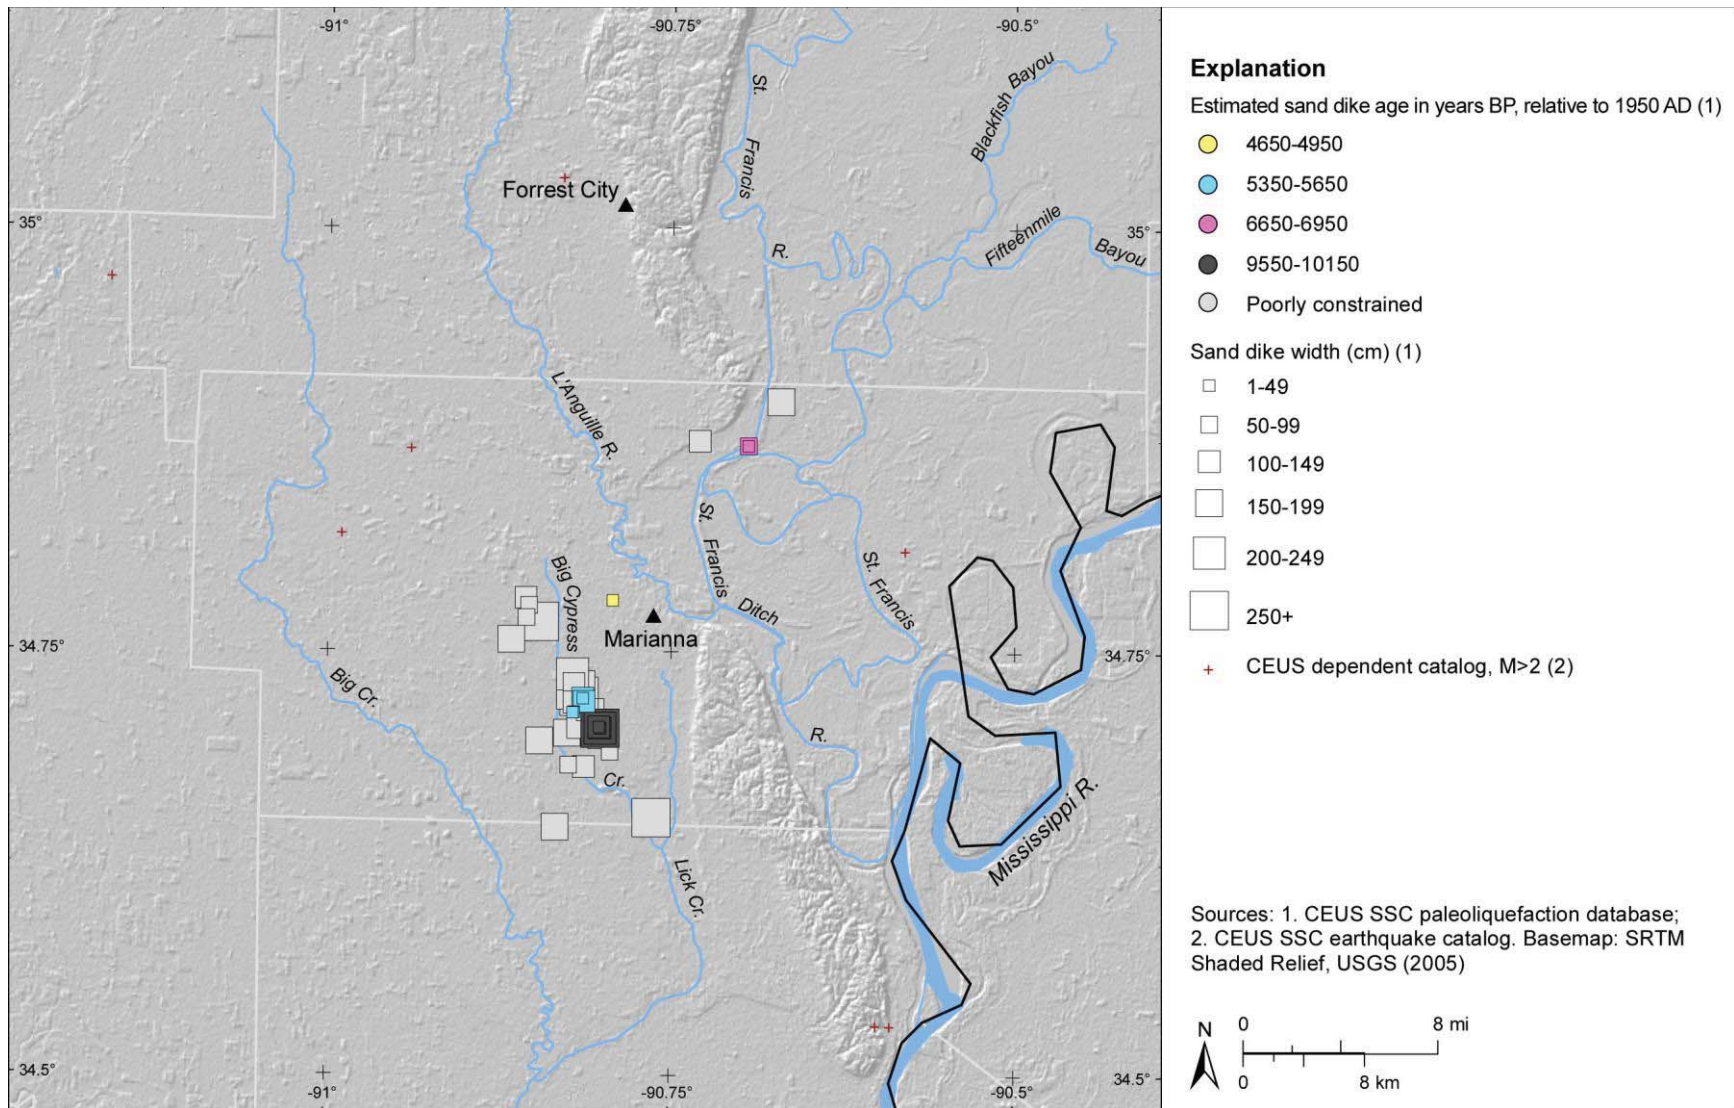 -91°
-90.75°
-90.5°
St.
Francis
R.
Blackfish Bayou
Fifteenmile
Bayou
Forrest City
35°
35°
L'Anguille R.
St.
Francis
Big Cypress
Ditch
St. Francis
Marianna
34.75°
34.75°
Big Cr.
R.
Cr.
Mississippi R.
Lick Cr.
34.5°
34.5°
-91°
-90.75°
-90.5°
Explanation
Estimated sand dike age in years BP, relative to 1950 AD (1)
4650-4950
5350-5650
6650-6950
9550-10150
Poorly constrained
Sand dike width (cm) (1)
1-49
50-99
100-149
150-199
200-249
250+
CEUS dependent catalog, M>2 (2)
Sources: 1. CEUS SSC paleoliquefaction database;
2. CEUS SSC earthquake catalog. Basemap: SRTM
Shaded Relief, USGS (2005)
N
0 8 mi
0 8 km